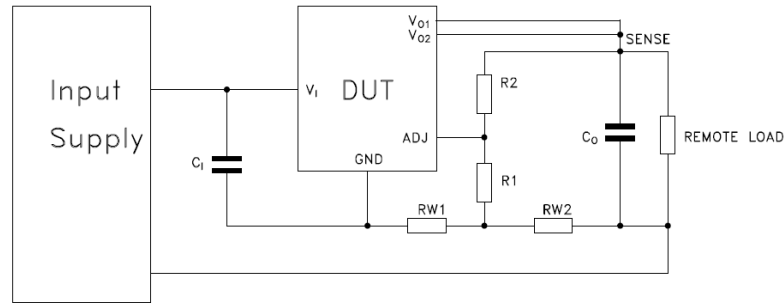 Input
Supply
C_I
V_I
DUT
V_O1
V_O2
ADJ
GND
SENSE
R2
R1
RW1
RW2
C_O
REMOTE LOAD